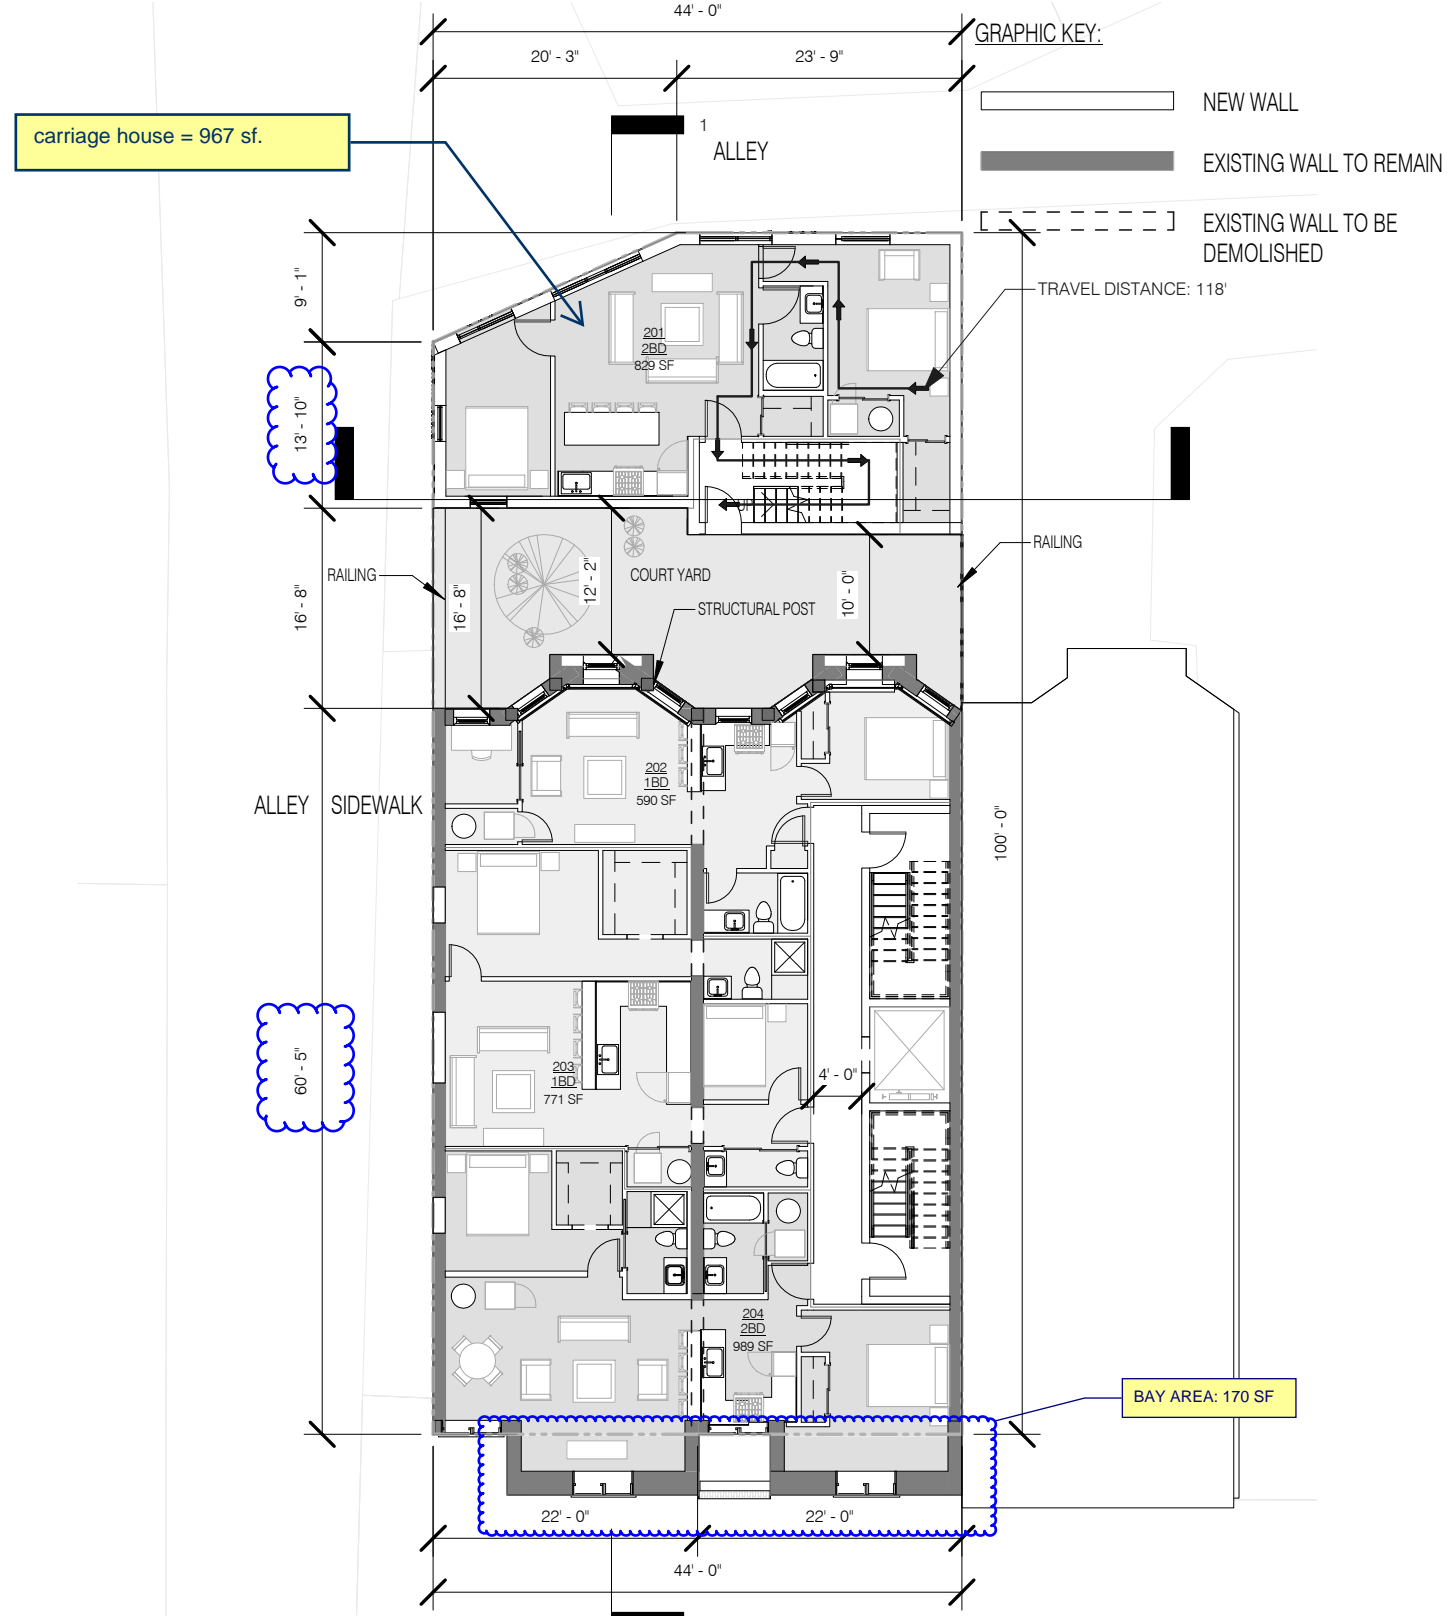 44' - 0"
GRAPHIC KEY:
20' - 3"
23' - 9"
NEW WALL
carriage house = 967 sf.
1
ALLEY
EXISTING WALL TO REMAIN
EXISTING WALL TO BE
DEMOLISHED
9' - 1"
TRAVEL DISTANCE: 118'
201
2BD
829 SF
13' - 10"
RAILING
RAILING
COURT YARD
12' - 2"
10' - 0"
16' - 8"
16' - 8"
STRUCTURAL POST
202
1BD
590 SF
ALLEY
SIDEWALK
100' - 0"
60' - 5"
203
1BD
771 SF
4' - 0"
204
2BD
989 SF
BAY AREA: 170 SF
22' - 0"
22' - 0"
44' - 0"